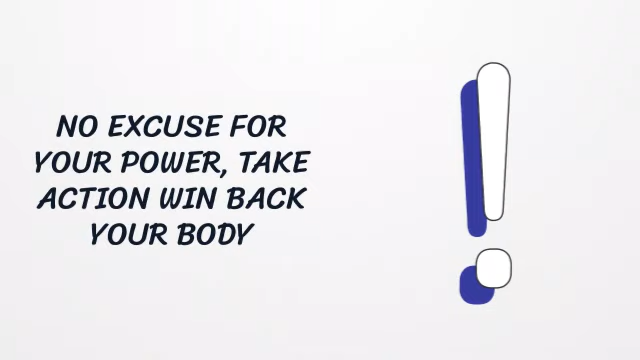 NO EXCUSE FOR
YOUR POWER, TAKE
ACTION WIN BACK
YOUR BODY